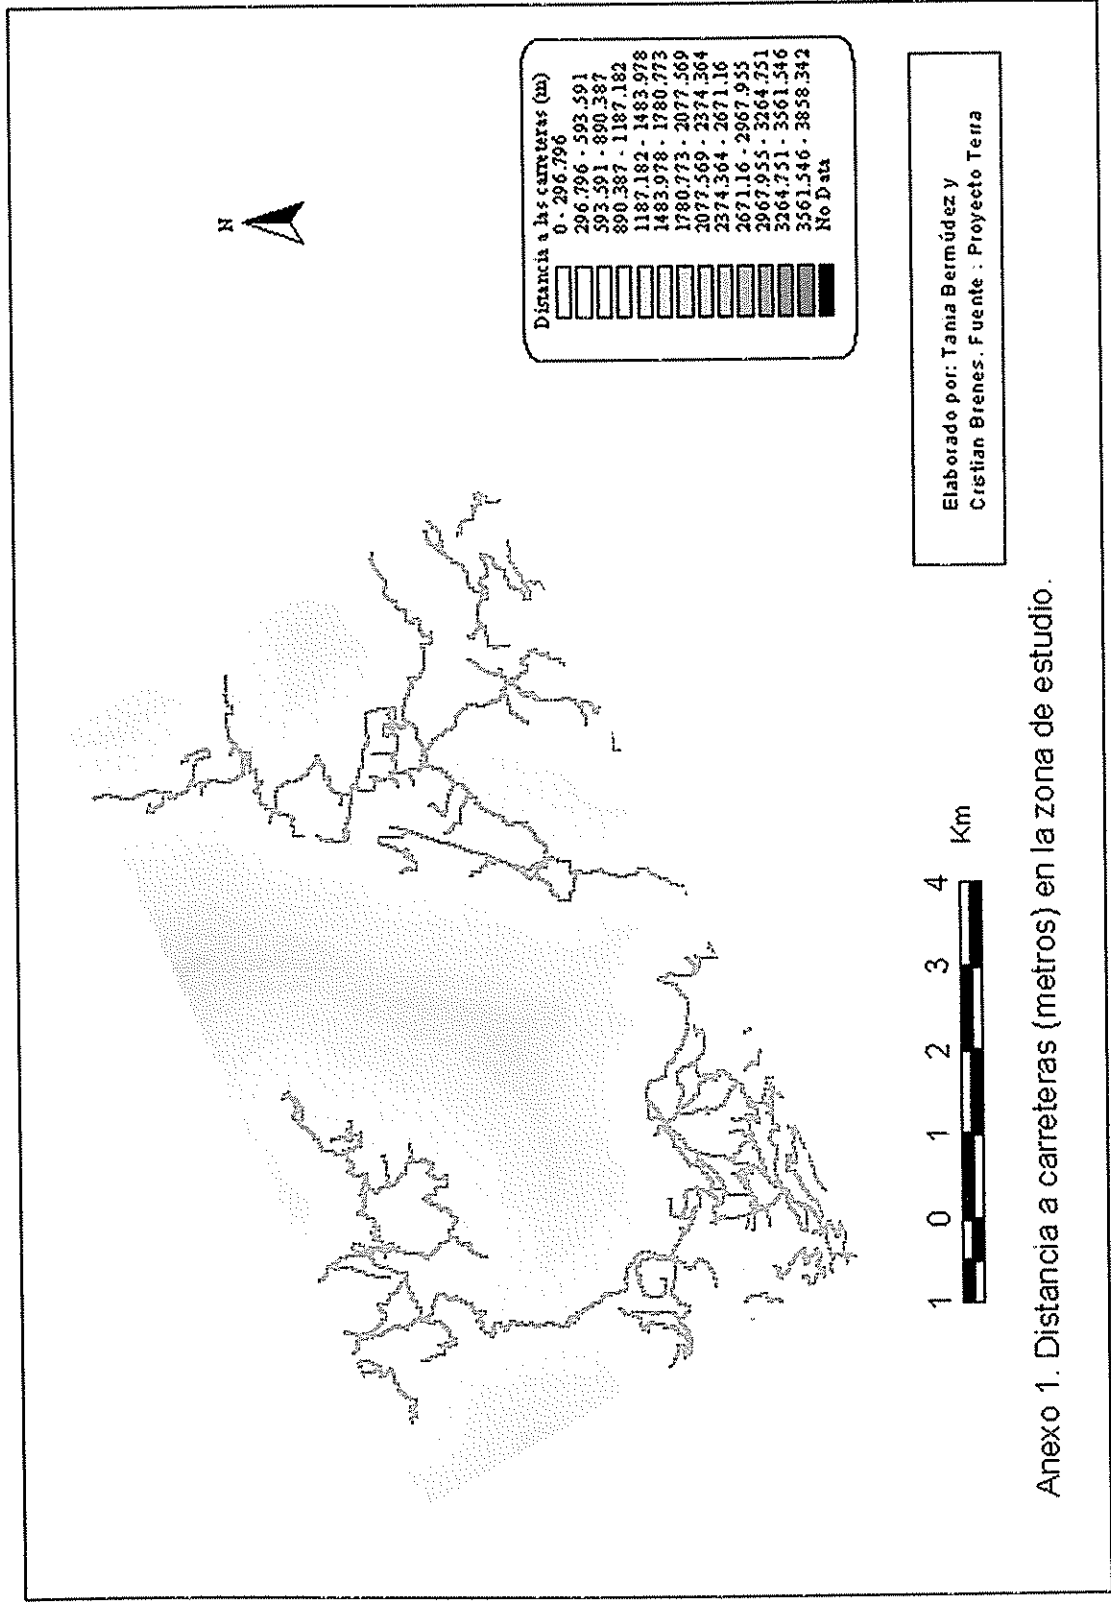 N
Distancia a las carreteras (m)
0 - 296.796
296.796 - 593.591
593.591 - 890.387
890.387 - 1187.182
1187.182 - 1483.978
1483.978 - 1780.773
1780.773 - 2077.569
2077.569 - 2374.364
2374.364 - 2671.16
2671.16 - 2967.955
2967.955 - 3264.751
3264.751 - 3561.546
3561.546 - 3858.342
No Data
Elaborado por: Tania Bermúdez y
Cristian Brenes. Fuente : Proyecto Terra
1 0 1 2 3 4 Km
Anexo 1. Distancia a carreteras (metros) en la zona de estudio.